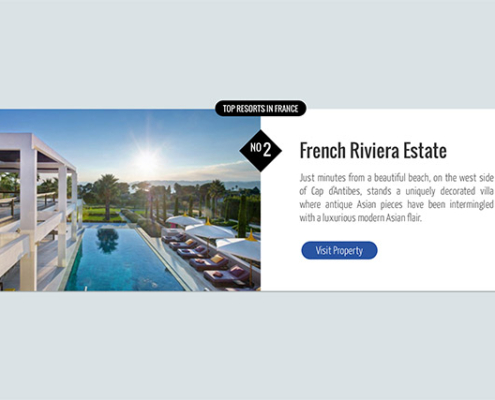 TOP RESORTS IN FRANCE
NO 2
French Riviera Estate
Just minutes from a beautiful beach, on the west side
of Cap d'Antibes, stands a uniquely decorated villa
where antique Asian pieces have been intermingled
with a luxurious modern Asian flair.
Visit Property